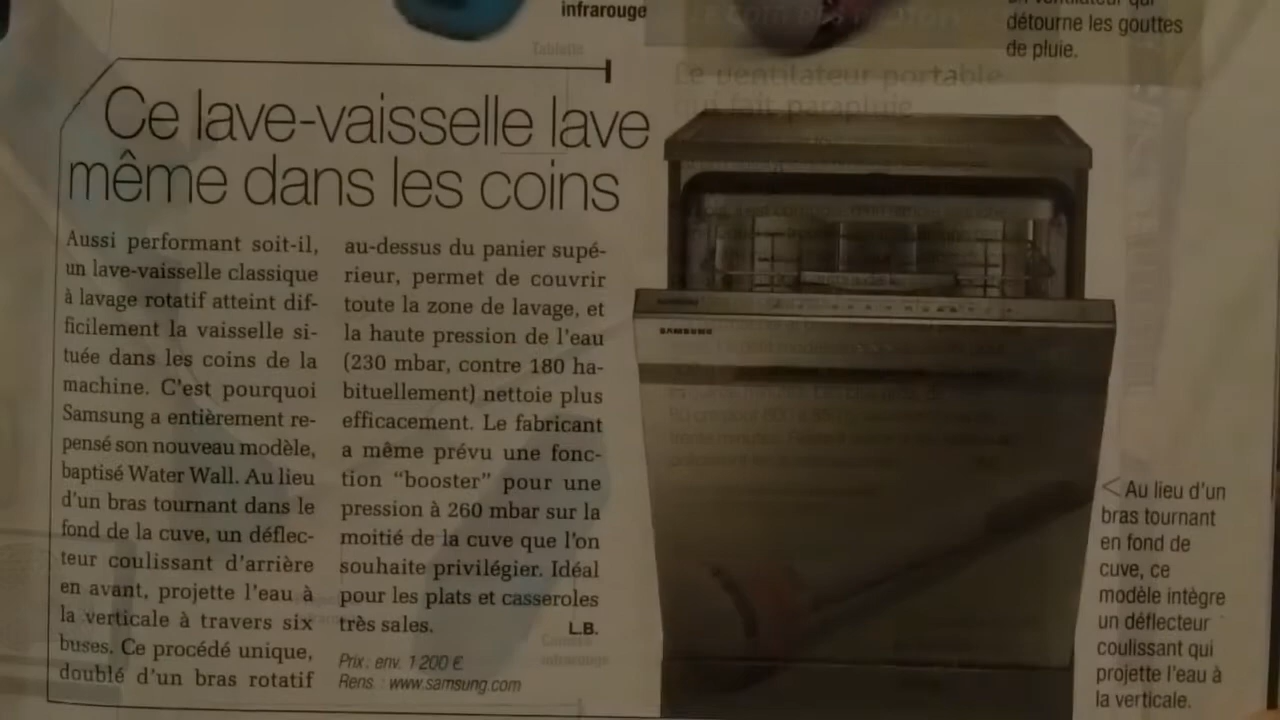 infrarouge
détourne les gouttes
de pluie.
Tablette
Le ventilateur portable
qui fait parapluie
Ce lave-vaisselle lave
même dans les coins
Aussi performant soit-il,
un lave-vaisselle classique
à lavage rotatif atteint dif-
ficilement la vaisselle si-
tuée dans les coins de la
machine. C'est pourquoi
Samsung a entièrement re-
pensé son nouveau modèle,
baptisé Water Wall. Au lieu
d'un bras tournant dans le
fond de la cuve, un déflec-
teur coulissant d'arrière
en avant, projette l'eau à
la verticale à travers six
buses. Ce procédé unique,
doublé d'un bras rotatif
au-dessus du panier supé-
rieur, permet de couvrir
toute la zone de lavage, et
la haute pression de l'eau
(230 mbar, contre 180 ha-
bituellement) nettoie plus
efficacement. Le fabricant
a même prévu une fonc-
tion “booster” pour une
pression à 260 mbar sur la
moitié de la cuve que l'on
souhaite privilégier. Idéal
pour les plats et casseroles
très sales.
L.B.
Prix : env. 1 200 €
Rens. : www.samsung.com
infrarouge
SAMSUNG
< Au lieu d'un
bras tournant
en fond de
cuve, ce
modèle intègre
un déflecteur
coulissant qui
projette l'eau à
la verticale.